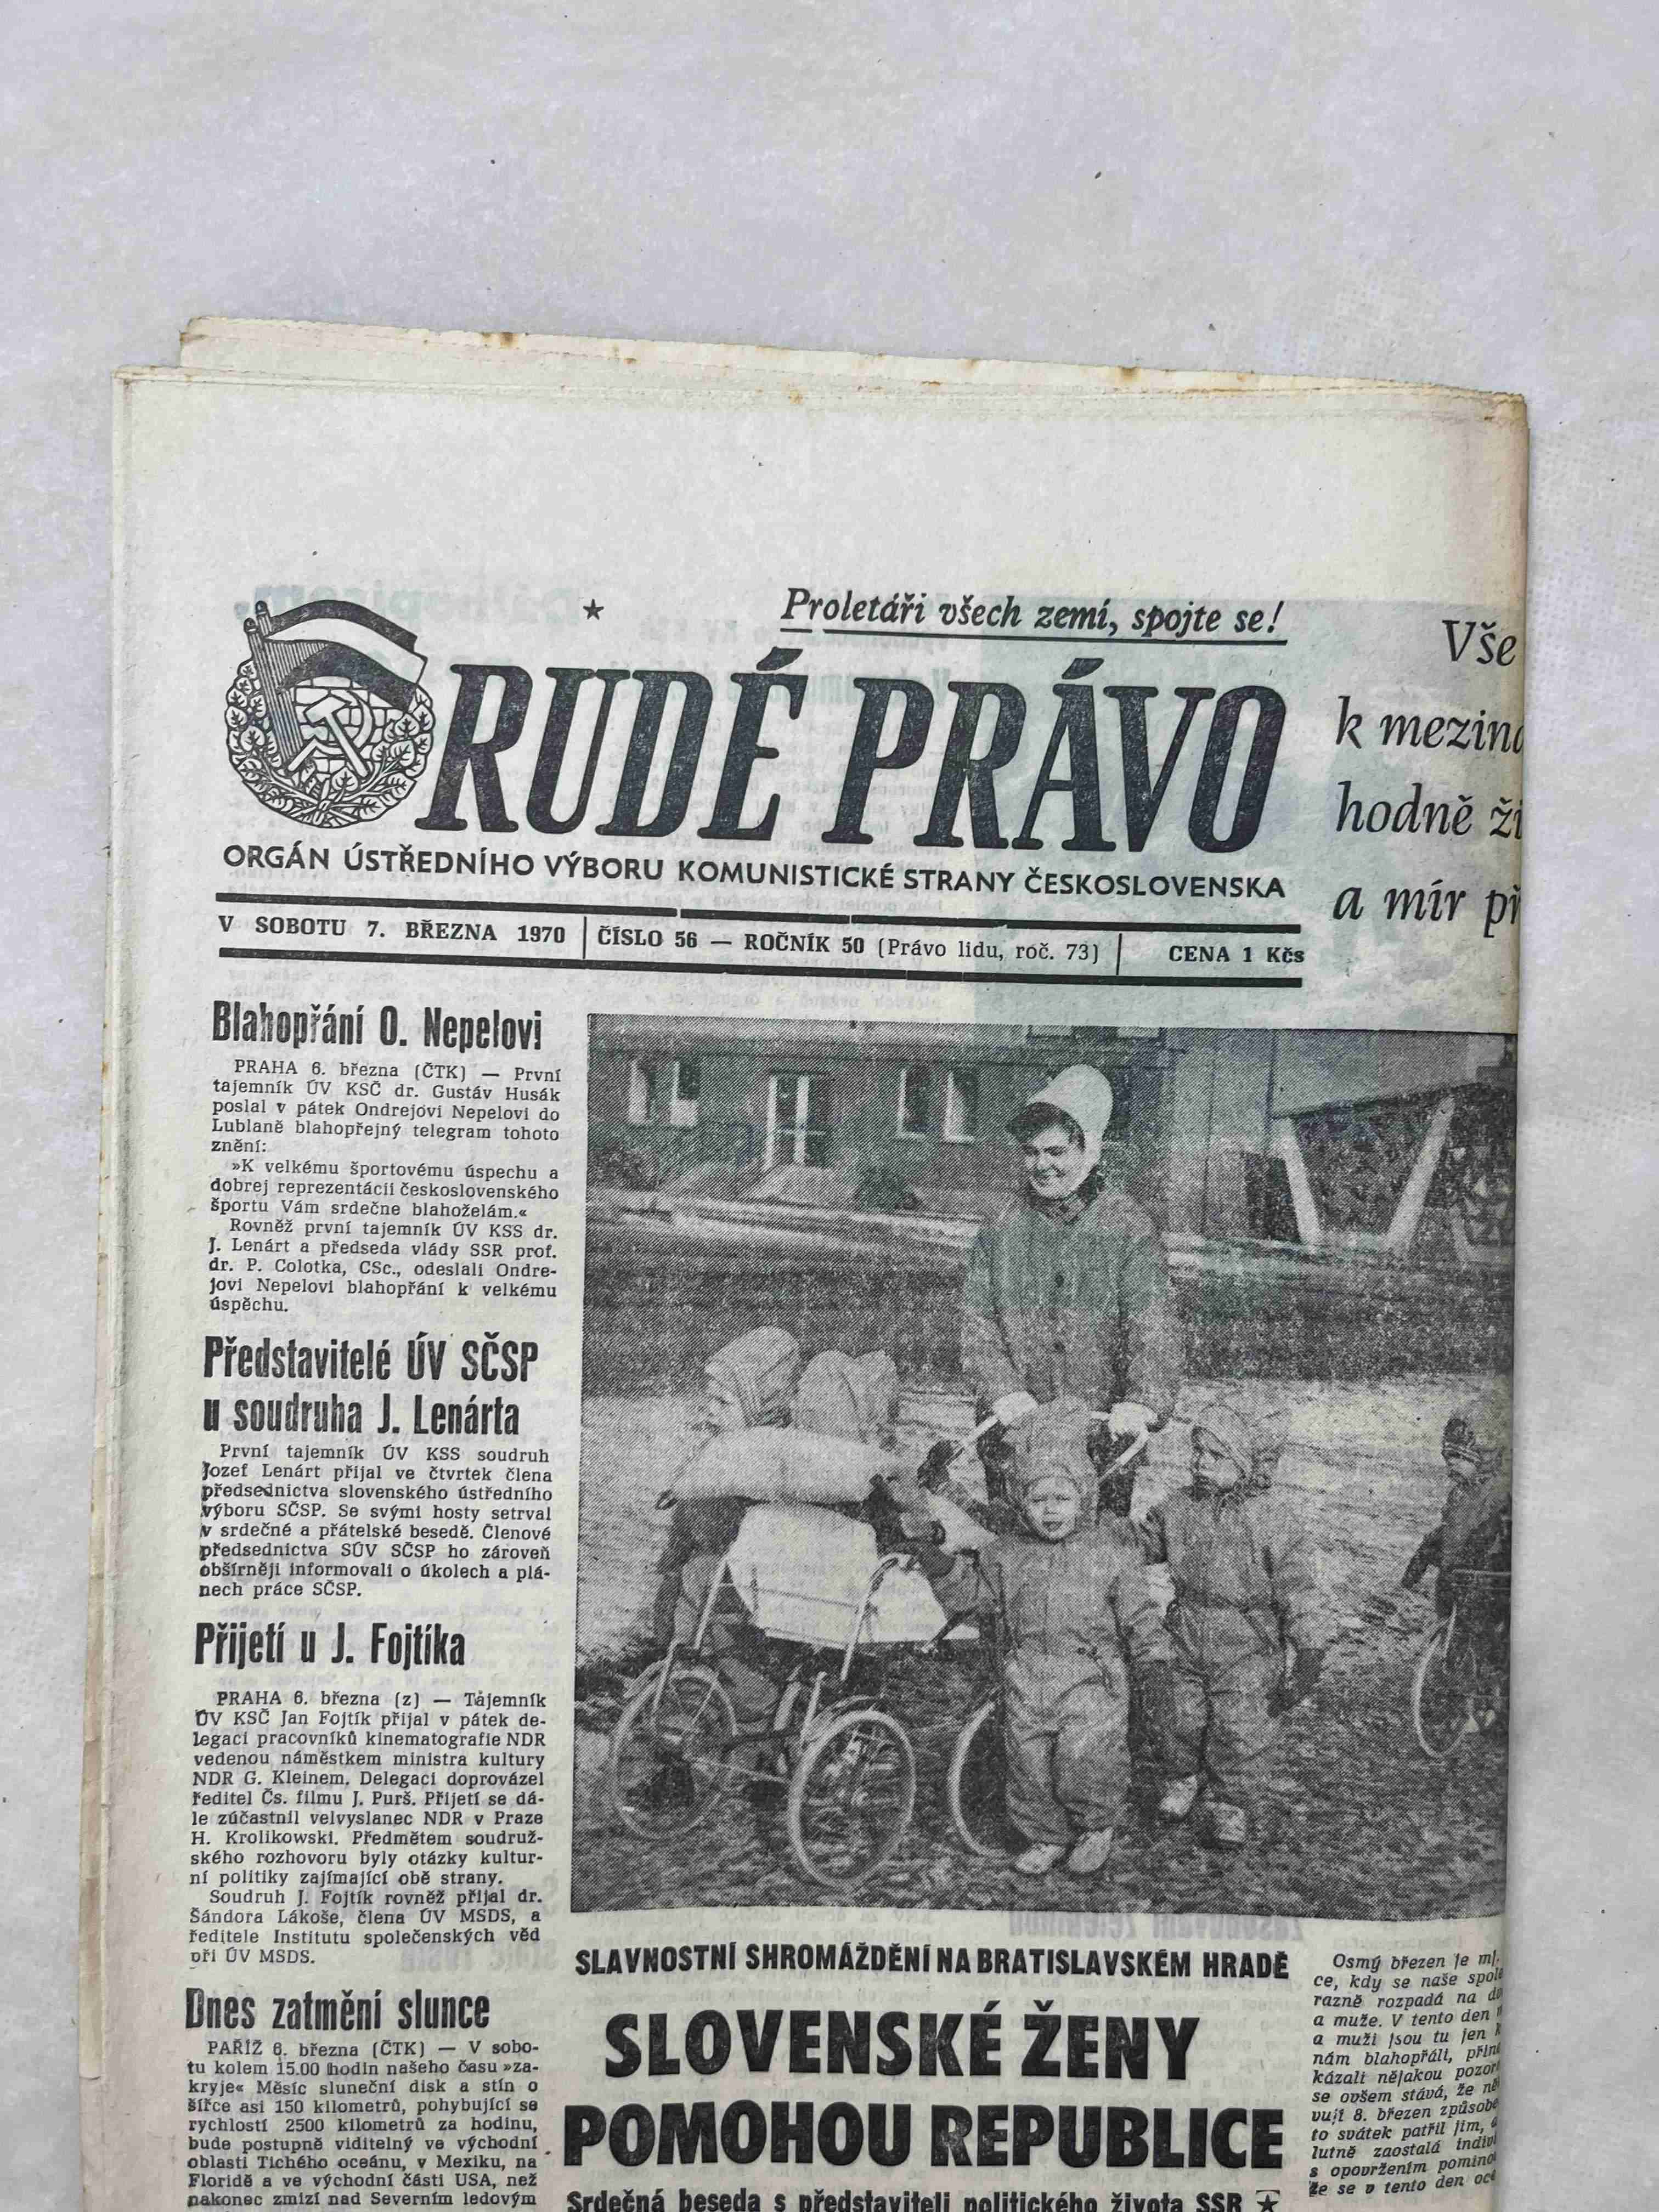 Proletáři všech zemí, spojte se!
RUDÉ PRÁVO
ORGÁN ÚSTŘEDNÍHO VÝBORU KOMUNISTICKÉ STRANY ČESKOSLOVENSKA
V SOBOTU 7. BŘEZNA 1970 ČÍSLO 56 — ROČNÍK 50 (Právo lidu, roč. 73) CENA 1 Kčs
Vše
k
hodně
a mír
Blahopřání O. Nepelovi
PRAHA 6. března (ČTK) — První
tajemník ÚV KSČ dr. Gustáv Husák
poslal v pátek Ondrejovi Nepelovi do
Lublaně blahopřejný telegram tohoto
znění:
»K velkému športovému úspechu a
dobrej reprezentácii československého
športu Vám srdečne blahoželám.«
Rovněž první tajemník ÚV KSS dr.
J. Lenárt a předseda vlády SSR prof.
dr. P. Colotka, CSc., odeslali Ondre-
jovi Nepelovi blahopřání k velkému
úspěchu.
Představitelé ÚV SČSP
u soudruha J. Lenárta
První tajemník ÚV KSS soudruh
Jozef Lenárt přijal ve čtvrtek člena
předsednictva slovenského ústředního
výboru SČSP. Se svými hosty setrval
v srdečné a přátelské besedě. Členové
předsednictva SÚV SČSP ho zároveň
obšírněji informovali o úkolech a plá-
nech práce SČSP.
Přijetí u J. Fojtíka
PRAHA 6. března (z) — Tajemník
ÚV KSČ Jan Fojtík přijal v pátek de-
legaci pracovníků kinematografie NDR
vedenou náměstkem ministra kultury
NDR G. Kleinem. Delegaci doprovázel
ředitel Čs. filmu J. Purš. Přijetí se dá-
le zúčastnil velvyslanec NDR v Praze
H. Krolikowski. Předmětem soudruž-
ského rozhovoru byly otázky kultur-
ní politiky zajímající obě strany.
Soudruh J. Fojtík rovněž přijal dr.
Šándora Lákoše, člena ÚV MSDS, a
ředitele Institutu společenských věd
při ÚV MSDS.
Dnes zatmění slunce
PAŘÍŽ 6. března (ČTK) — V sobo-
tu kolem 15.00 hodin našeho času »za-
kryje« Měsíc sluneční disk a stín o
šířce asi 150 kilometrů, pohybující se
rychlostí 2500 kilometrů za hodinu,
bude postupně viditelný ve východní
oblasti Tichého oceánu, v Mexiku, na
Floridě a ve východní části USA, než
nakonec zmizí nad Severním ledovým
SLAVNOSTNÍ SHROMÁŽDĚNÍ NA BRATISLAVSKÉM HRADĚ
SLOVENSKÉ ŽENY
POMOHOU REPUBLICE
Srdečná beseda s představiteli politického života SSR
Osmý březen je
ce, kdy se naše
razně rozpadá na
a muže. V tento den
a muži jsou tu jen
nám blahopřáli,
kázali nějakou
se ovšem stává, že
vují 8. březen
to svátek patřil jim,
lutně zaostalá
s opovržením
že se v tento den